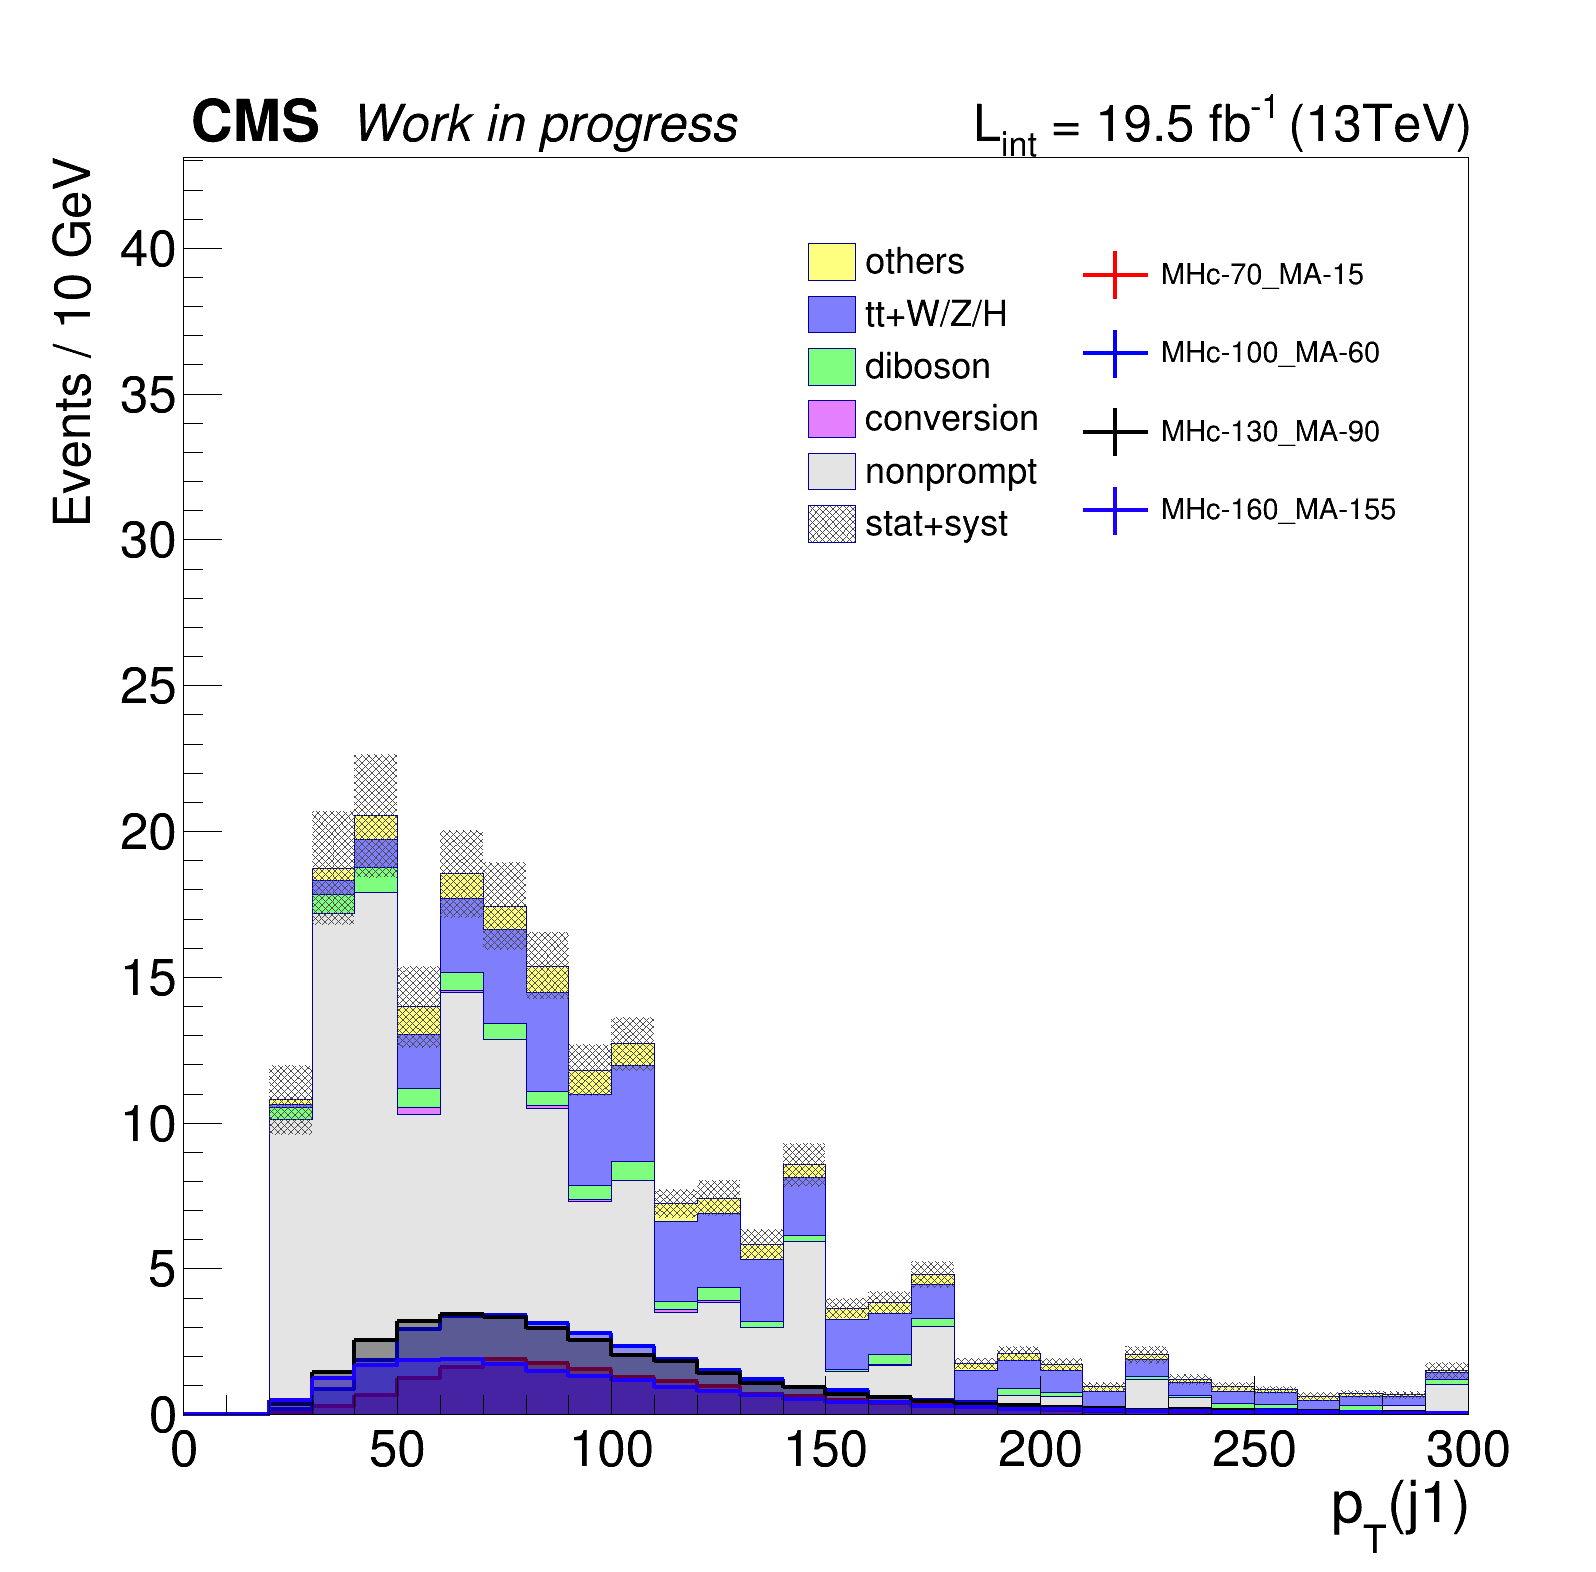 CMS Work in progress
L_int = 19.5 fb^-1 (13TeV)
Events / 10 GeV
40
35
30
25
20
15
10
5
0
others
tt+W/Z/H
diboson
conversion
nonprompt
stat+syst
MHc-70_MA-15
MHc-100_MA-60
MHc-130_MA-90
MHc-160_MA-155
0 50 100 150 200 250 300
p_T(j1)